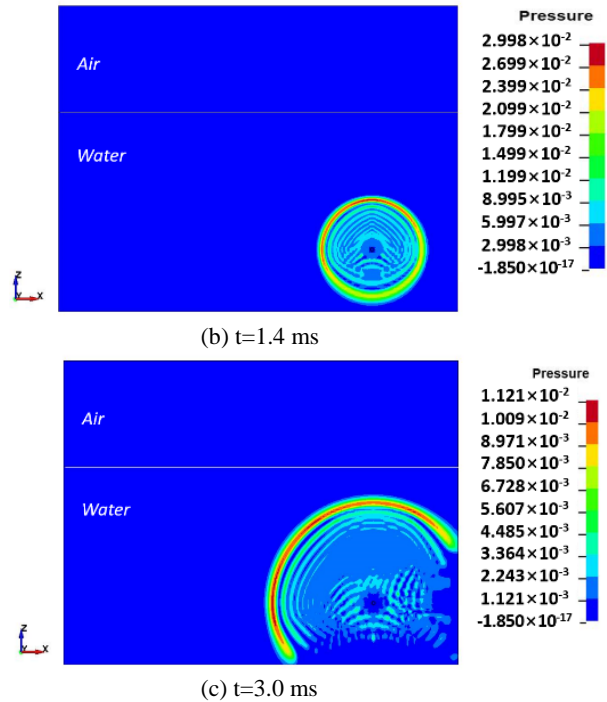 Pressure
2.998×10⁻²
2.699×10⁻²
2.399×10⁻²
2.099×10⁻²
1.799×10⁻²
1.499×10⁻²
1.199×10⁻²
8.995×10⁻³
5.997×10⁻³
2.998×10⁻³
-1.850×10⁻¹⁷
Air
Water
Z
Y
X
(b) t=1.4 ms
Pressure
1.121×10⁻²
1.009×10⁻²
8.971×10⁻³
7.850×10⁻³
6.728×10⁻³
5.607×10⁻³
4.485×10⁻³
3.364×10⁻³
2.243×10⁻³
1.121×10⁻³
-1.850×10⁻¹⁷
Air
Water
Z
Y
X
(c) t=3.0 ms